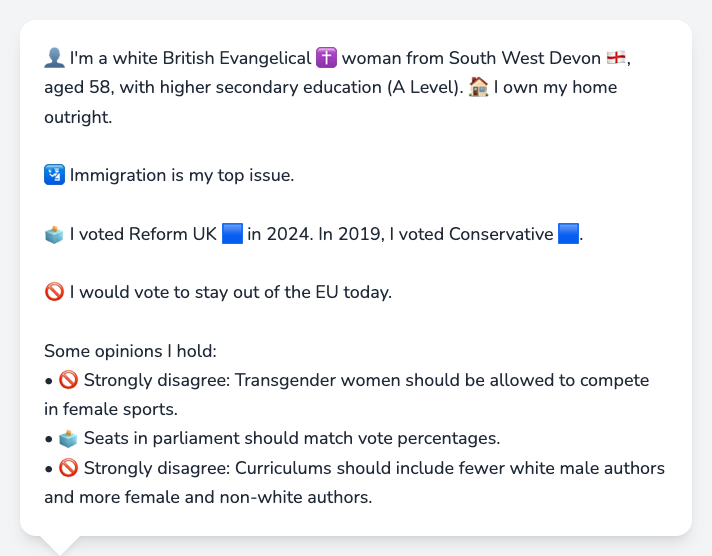 👤 I'm a white British Evangelical ✝️ woman from South West Devon 🏴󠁧󠁢󠁥󠁮󠁧󠁿,
aged 58, with higher secondary education (A Level). 🏠 I own my home
outright.
🛂 Immigration is my top issue.
🗳️ I voted Reform UK 🟦 in 2024. In 2019, I voted Conservative 🟦.
🚫 I would vote to stay out of the EU today.
Some opinions I hold:
• 🚫 Strongly disagree: Transgender women should be allowed to compete
in female sports.
• 🗳️ Seats in parliament should match vote percentages.
• 🚫 Strongly disagree: Curriculums should include fewer white male authors
and more female and non-white authors.